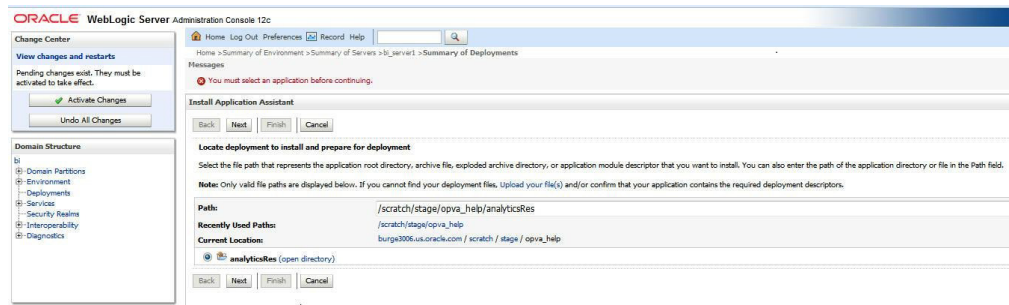 ORACLE WebLogic Server Administration Console 12c
Change Center
View changes and restarts
Pending changes exist. They must be
activated to take effect.
Activate Changes
Undo All Changes
Domain Structure
bi
Domain Partitions
Environment
Deployments
Services
Security Realms
Interoperability
Diagnostics
Home Log Out Preferences Record Help
Home >Summary of Environment >Summary of Servers >bi_server1 >Summary of Deployments
Messages
You must select an application before continuing.
Install Application Assistant
Back Next Finish Cancel
Locate deployment to install and prepare for deployment
Select the file path that represents the application root directory, archive file, exploded archive directory, or application module descriptor that you want to install. You can also enter the path of the application directory or file in the Path field.
Note: Only valid file paths are displayed below. If you cannot find your deployment files, Upload your file(s) and/or confirm that your application contains the required deployment descriptors.
Path: /scratch/stage/opva_help/analyticsRes
Recently Used Paths: /scratch/stage/opva_help
Current Location: burge3006.us.oracle.com / scratch / stage / opva_help
analyticsRes (open directory)
Back Next Finish Cancel